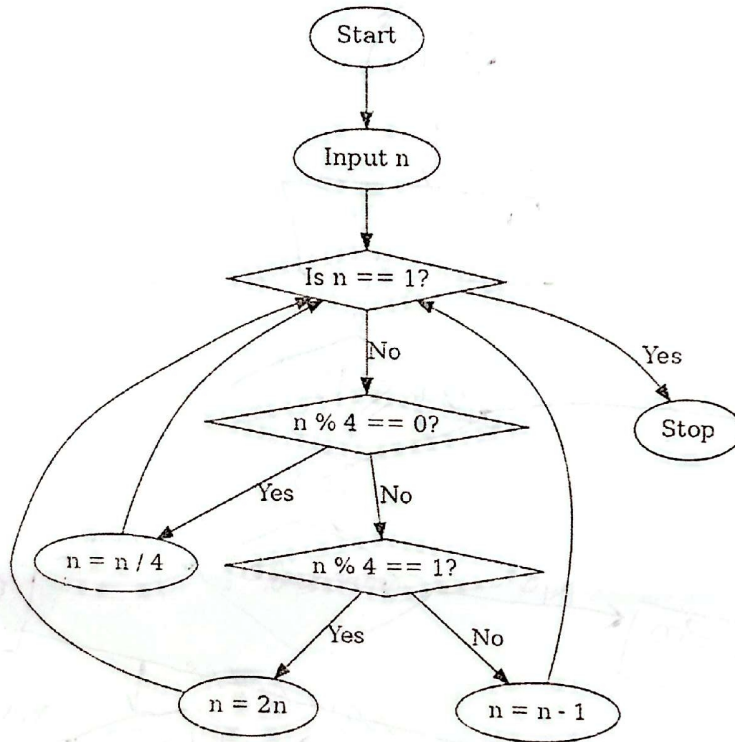 Start
Input n
Is n == 1?
No
Yes
n % 4 == 0?
Stop
Yes
No
n = n / 4
n % 4 == 1?
Yes
No
n = 2n
n = n - 1